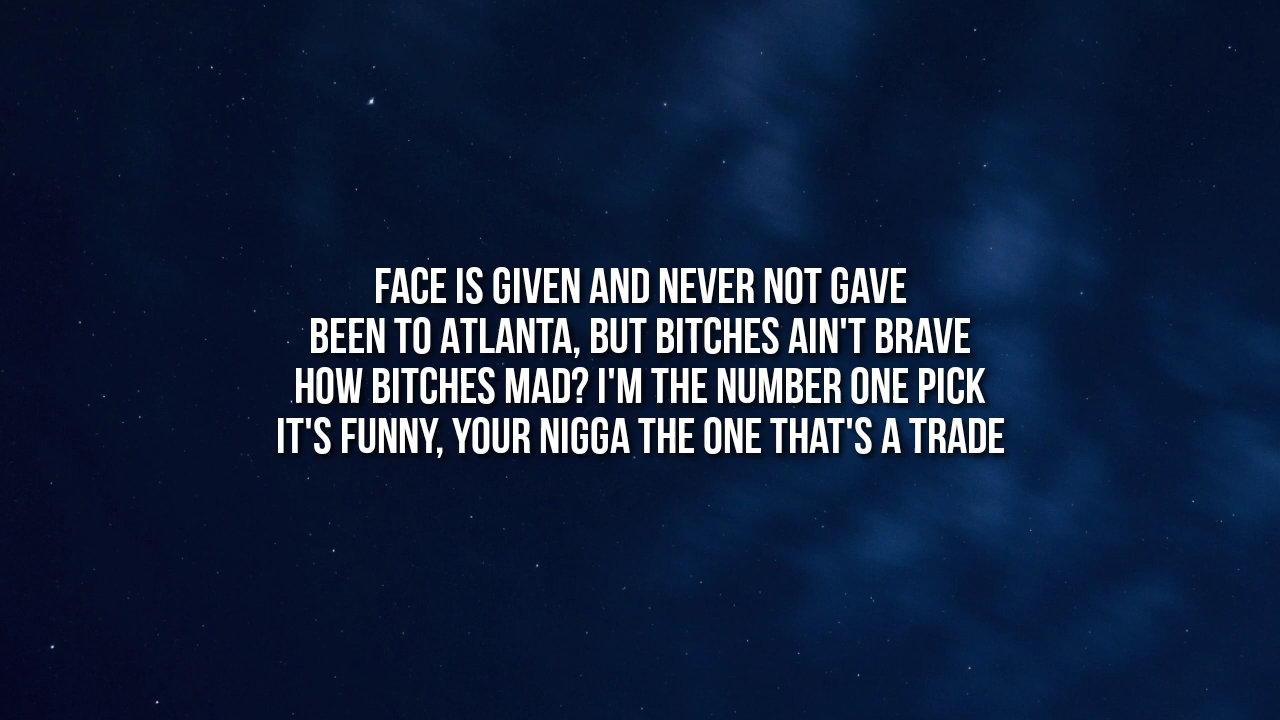 FACE IS GIVEN AND NEVER NOT GAVE
BEEN TO ATLANTA, BUT BITCHES AIN'T BRAVE
HOW BITCHES MAD? I'M THE NUMBER ONE PICK
IT'S FUNNY, YOUR NIGGA THE ONE THAT'S A TRADE